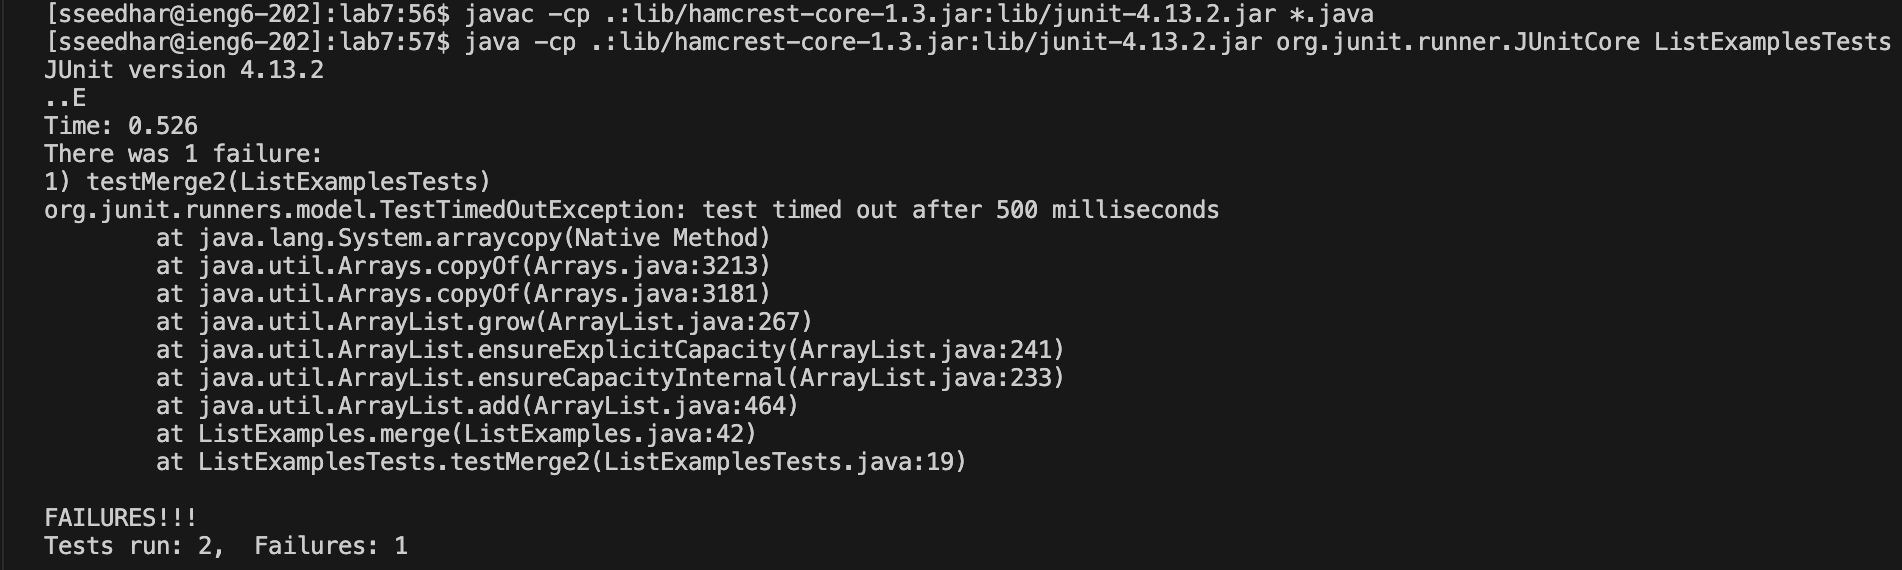 [sseedhar@ieng6-202]:lab7:56$ javac -cp .:lib/hamcrest-core-1.3.jar:lib/junit-4.13.2.jar *.java
[sseedhar@ieng6-202]:lab7:57$ java -cp .:lib/hamcrest-core-1.3.jar:lib/junit-4.13.2.jar org.junit.runner.JUnitCore ListExamplesTests
JUnit version 4.13.2
..E
Time: 0.526
There was 1 failure:
1) testMerge2(ListExamplesTests)
org.junit.runners.model.TestTimedOutException: test timed out after 500 milliseconds
        at java.lang.System.arraycopy(Native Method)
        at java.util.Arrays.copyOf(Arrays.java:3213)
        at java.util.Arrays.copyOf(Arrays.java:3181)
        at java.util.ArrayList.grow(ArrayList.java:267)
        at java.util.ArrayList.ensureExplicitCapacity(ArrayList.java:241)
        at java.util.ArrayList.ensureCapacityInternal(ArrayList.java:233)
        at java.util.ArrayList.add(ArrayList.java:464)
        at ListExamples.merge(ListExamples.java:42)
        at ListExamplesTests.testMerge2(ListExamplesTests.java:19)

FAILURES!!!
Tests run: 2,  Failures: 1